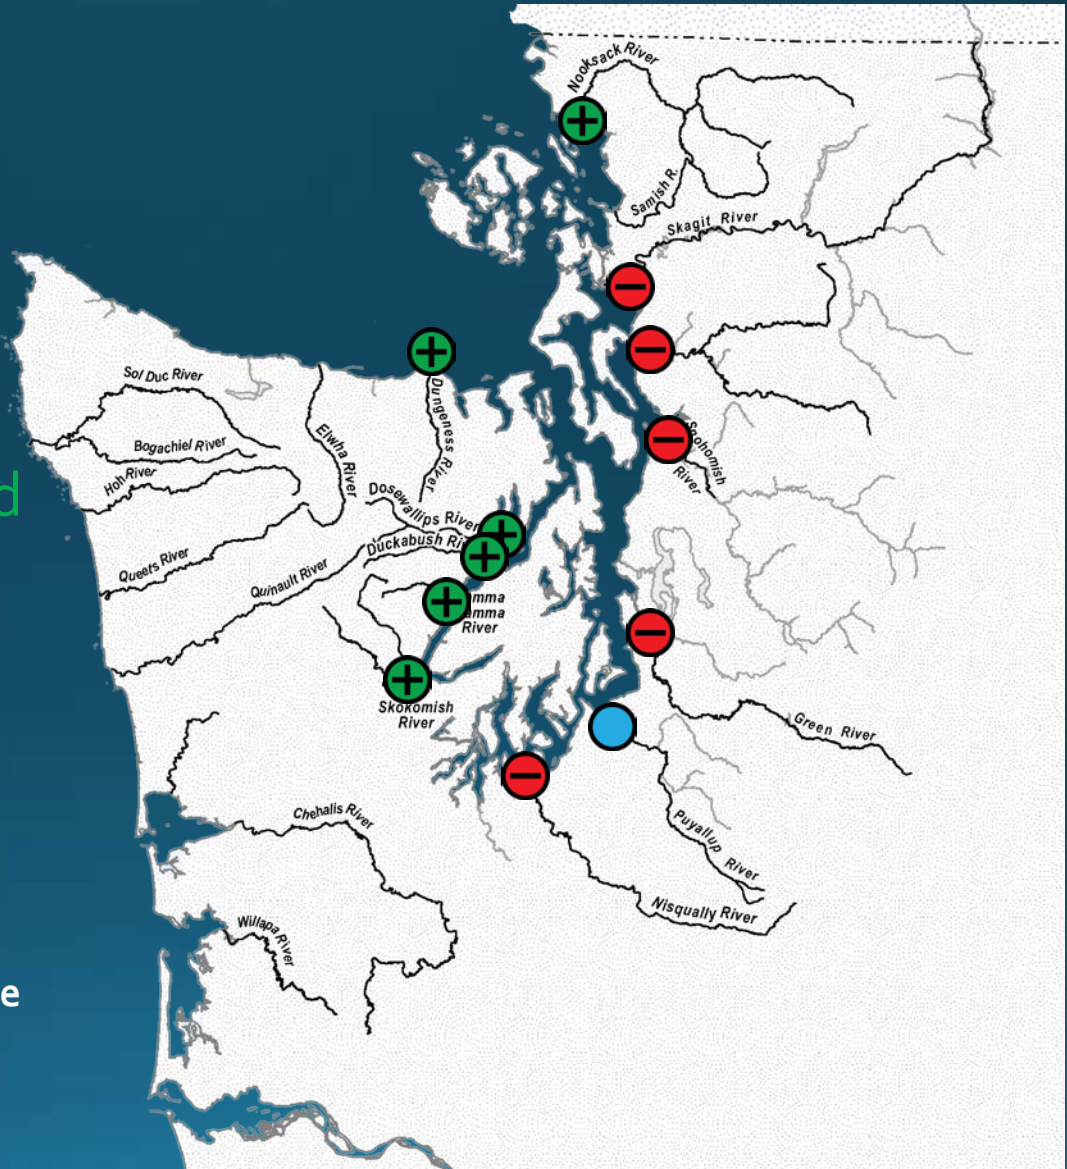 Nooksack River
Samish R.
Skagit River
Sol Duc River
Bogachiel River
Hoh River
Elwha River
Dungeness River
Snohomish
River
d
Dosewallips River
Duckabush Ri
Queets River
Quinault River
amma
amma
River
Skokomish
River
Green River
Chehalis River
Puyallup River
Nisqually River
Willapa River
e